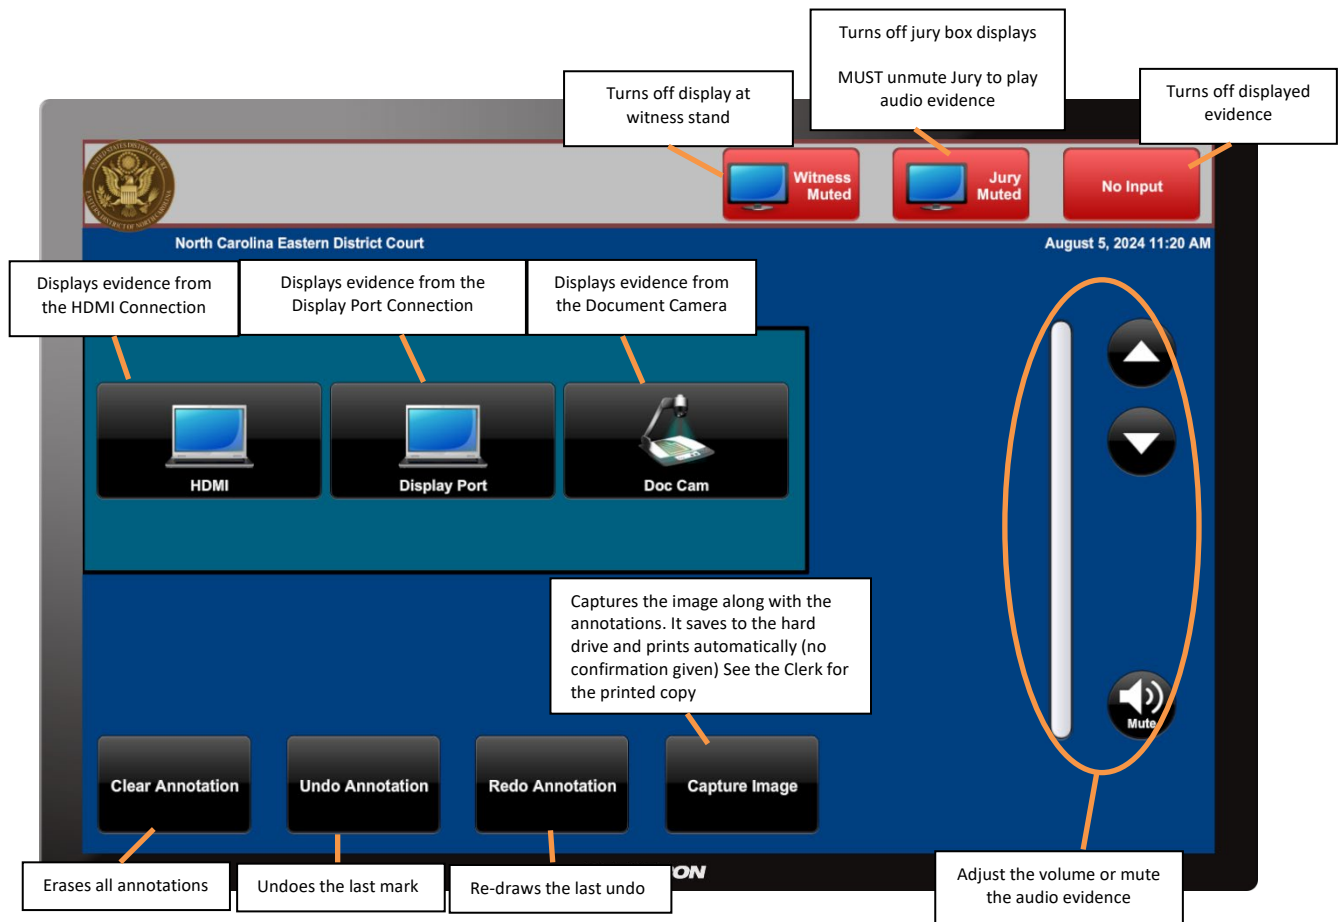 Turns off jury box displays
MUST unmute Jury to play
audio evidence
Turns off display at
witness stand
Turns off displayed
evidence
Witness
Muted
Jury
Muted
No Input
North Carolina Eastern District Court
August 5, 2024 11:20 AM
Displays evidence from
the HDMI Connection
Displays evidence from the
Display Port Connection
Displays evidence from
the Document Camera
HDMI
Display Port
Doc Cam
Captures the image along with the
annotations. It saves to the hard
drive and prints automatically (no
confirmation given) See the Clerk for
the printed copy
Mute
Clear Annotation
Undo Annotation
Redo Annotation
Capture Image
Erases all annotations
Undoes the last mark
Re-draws the last undo
Adjust the volume or mute
the audio evidence